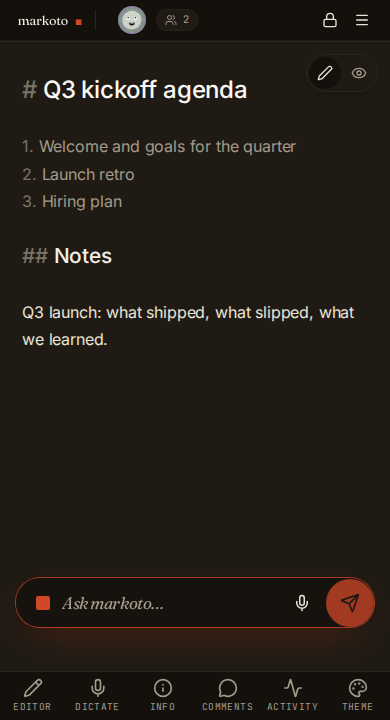 markoto
2
# Q3 kickoff agenda
1. Welcome and goals for the quarter
2. Launch retro
3. Hiring plan
## Notes
Q3 launch: what shipped, what slipped, what
we learned.
Ask markoto...
EDITOR DICTATE INFO COMMENTS ACTIVITY THEME